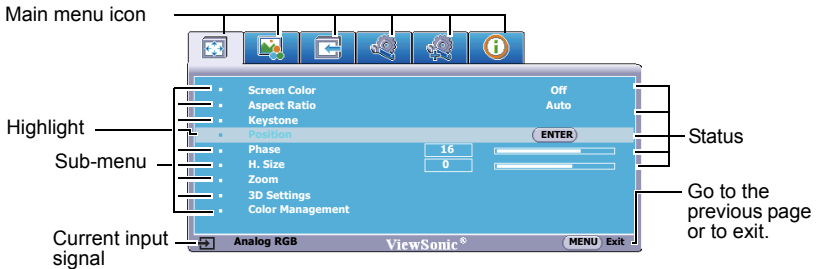 Main menu icon
Screen Color Off
Aspect Ratio Auto
Keystone
Highlight
Position ENTER
Status
Phase 16
Sub-menu
H. Size 0
Zoom
3D Settings
Color Management
Go to the
previous page
or to exit.
Current input
signal
Analog RGB ViewSonic® MENU Exit